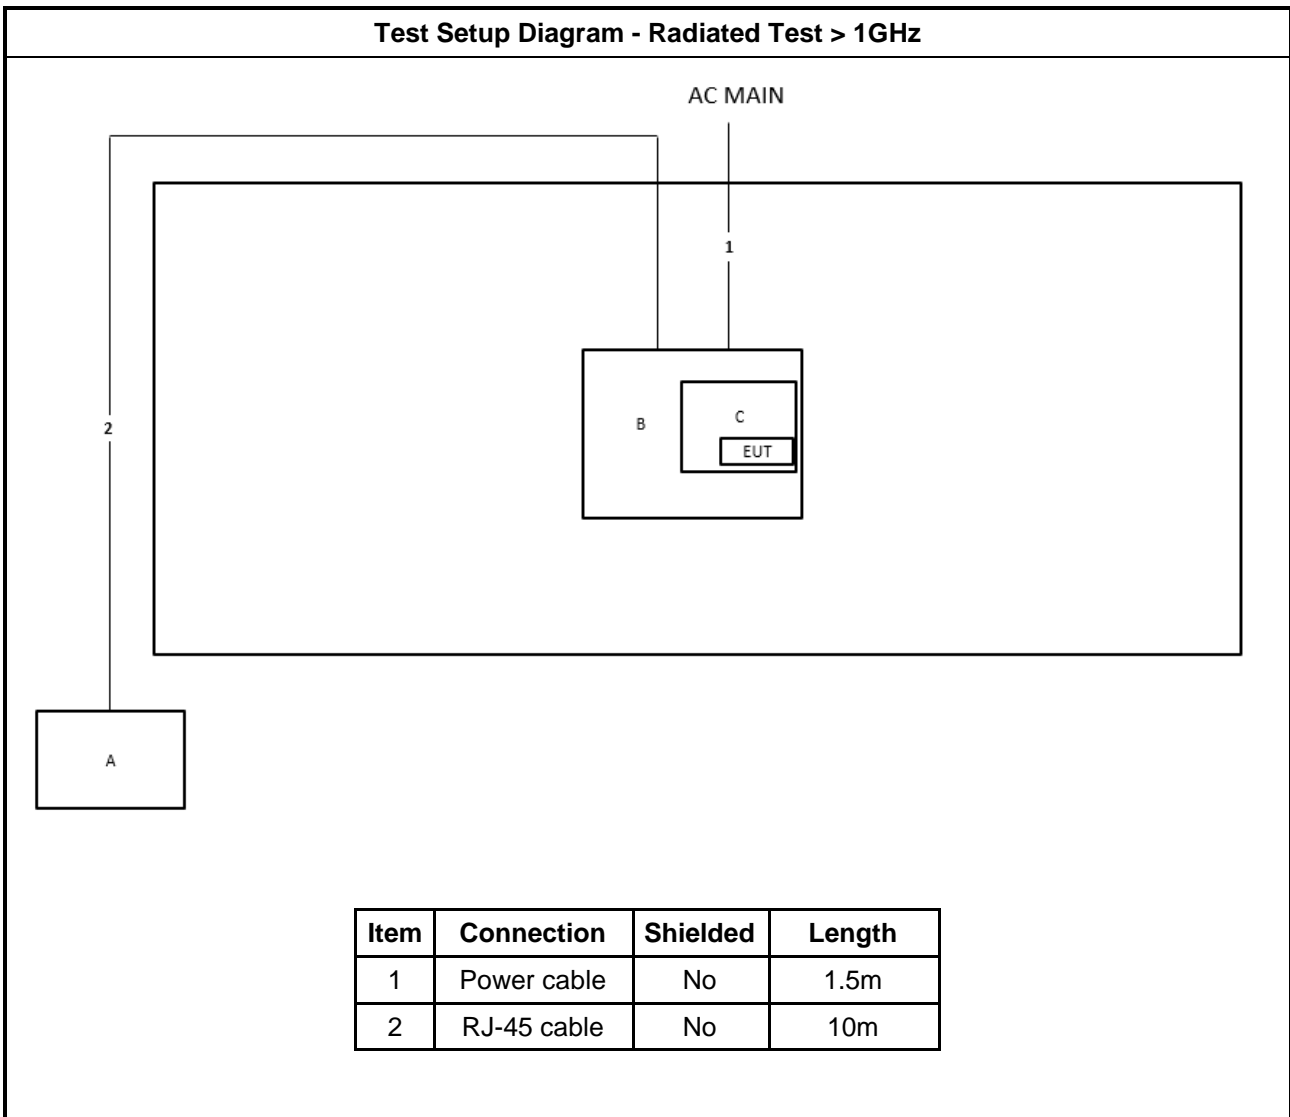 Test Setup Diagram - Radiated Test > 1GHz
AC MAIN
1
2
B
C
EUT
A
Item Connection Shielded Length
1 Power cable No 1.5m
2 RJ-45 cable No 10m